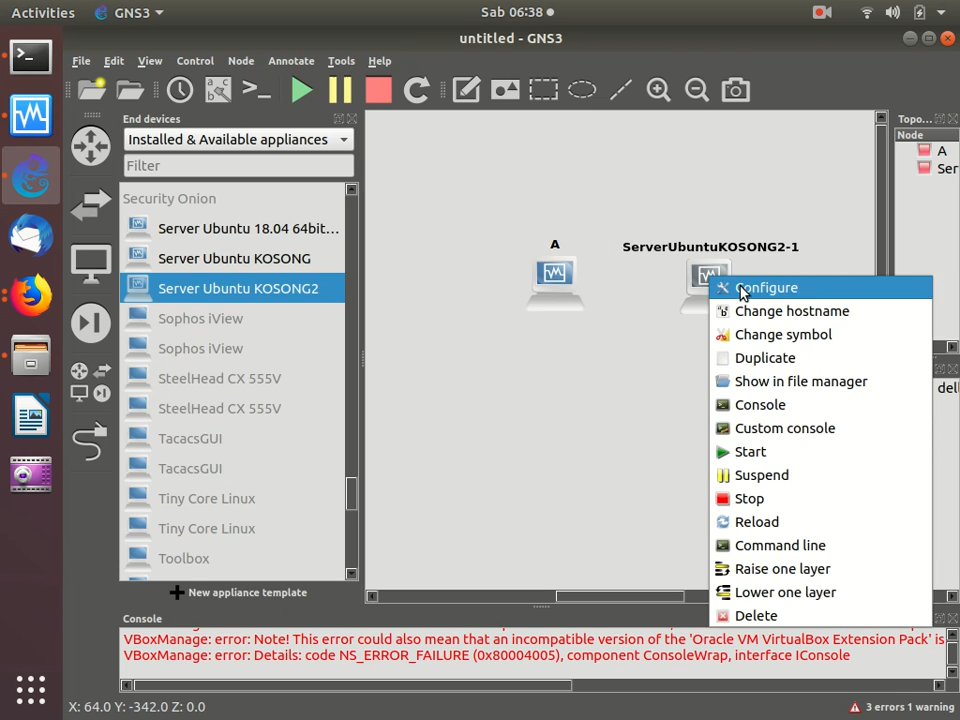 Activities
GNS3
Sab 06:38
untitled - GNS3
File Edit View Control Node Annotate Tools Help
End devices
Installed & Available appliances
Filter
Security Onion
Server Ubuntu 18.04 64bit...
Server Ubuntu KOSONG
Server Ubuntu KOSONG2
Sophos iView
Sophos iView
SteelHead CX 555V
SteelHead CX 555V
TacacsGUI
TacacsGUI
Tiny Core Linux
Tiny Core Linux
Toolbox
New appliance template
A
ServerUbuntuKOSONG2-1
Configure
Change hostname
Change symbol
Duplicate
Show in file manager
Console
Custom console
Start
Suspend
Stop
Reload
Command line
Raise one layer
Lower one layer
Delete
Topo...
Node
A
Ser
dell
Console
VBoxManage: error: Note! This error could also mean that an incompatible version of the 'Oracle VM VirtualBox Extension Pack' is
VBoxManage: error: Details: code NS_ERROR_FAILURE (0x80004005), component ConsoleWrap, interface IConsole
X: 64.0 Y: -342.0 Z: 0.0
3 errors 1 warning